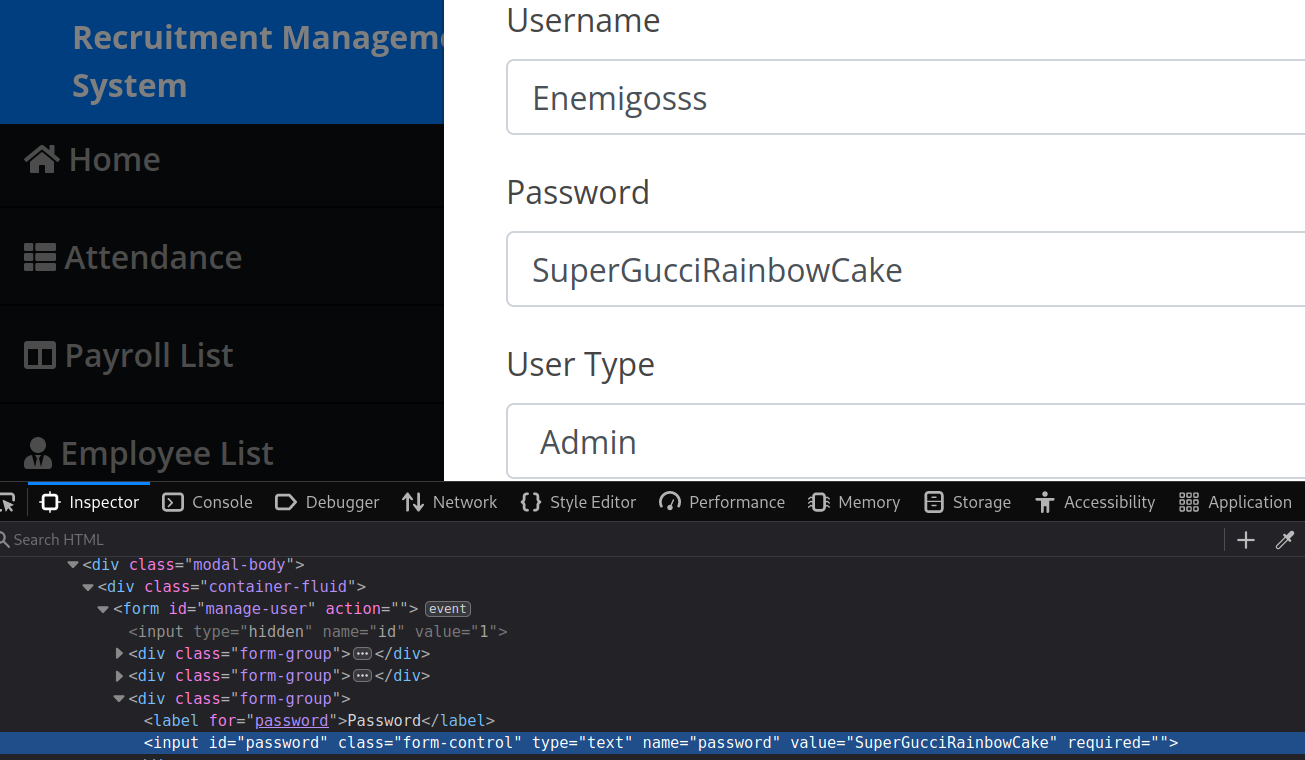 Recruitment Managem
System
Home
Attendance
Payroll List
Employee List
Username
Enemigosss
Password
SuperGucciRainbowCake
User Type
Admin
Inspector Console Debugger Network Style Editor Performance Memory Storage Accessibility Application
Search HTML
<div class="modal-body">
<div class="container-fluid">
<form id="manage-user" action=""> event
<input type="hidden" name="id" value="1">
<div class="form-group"> ••• </div>
<div class="form-group"> ••• </div>
<div class="form-group">
<label for="password">Password</label>
<input id="password" class="form-control" type="text" name="password" value="SuperGucciRainbowCake" required="">